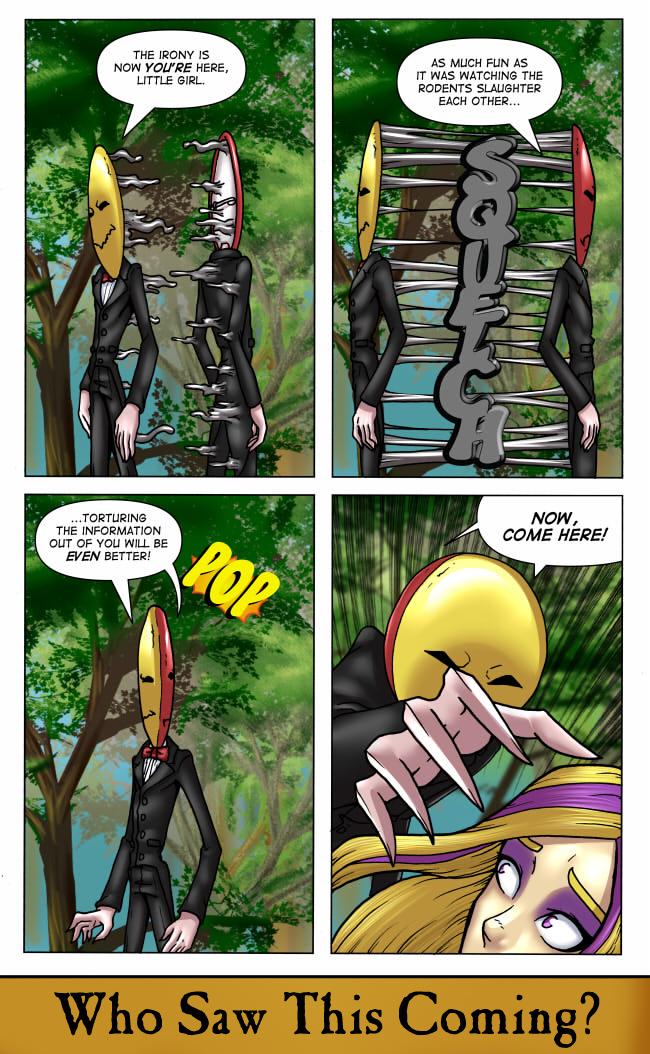 THE IRONY IS
NOW YOU'RE HERE,
LITTLE GIRL.
AS MUCH FUN AS
IT WAS WATCHING THE
RODENTS SLAUGHTER
EACH OTHER...
SQUELCH
...TORTURING
THE INFORMATION
OUT OF YOU WILL BE
EVEN BETTER!
POP
NOW,
COME HERE!
Who Saw This Coming?